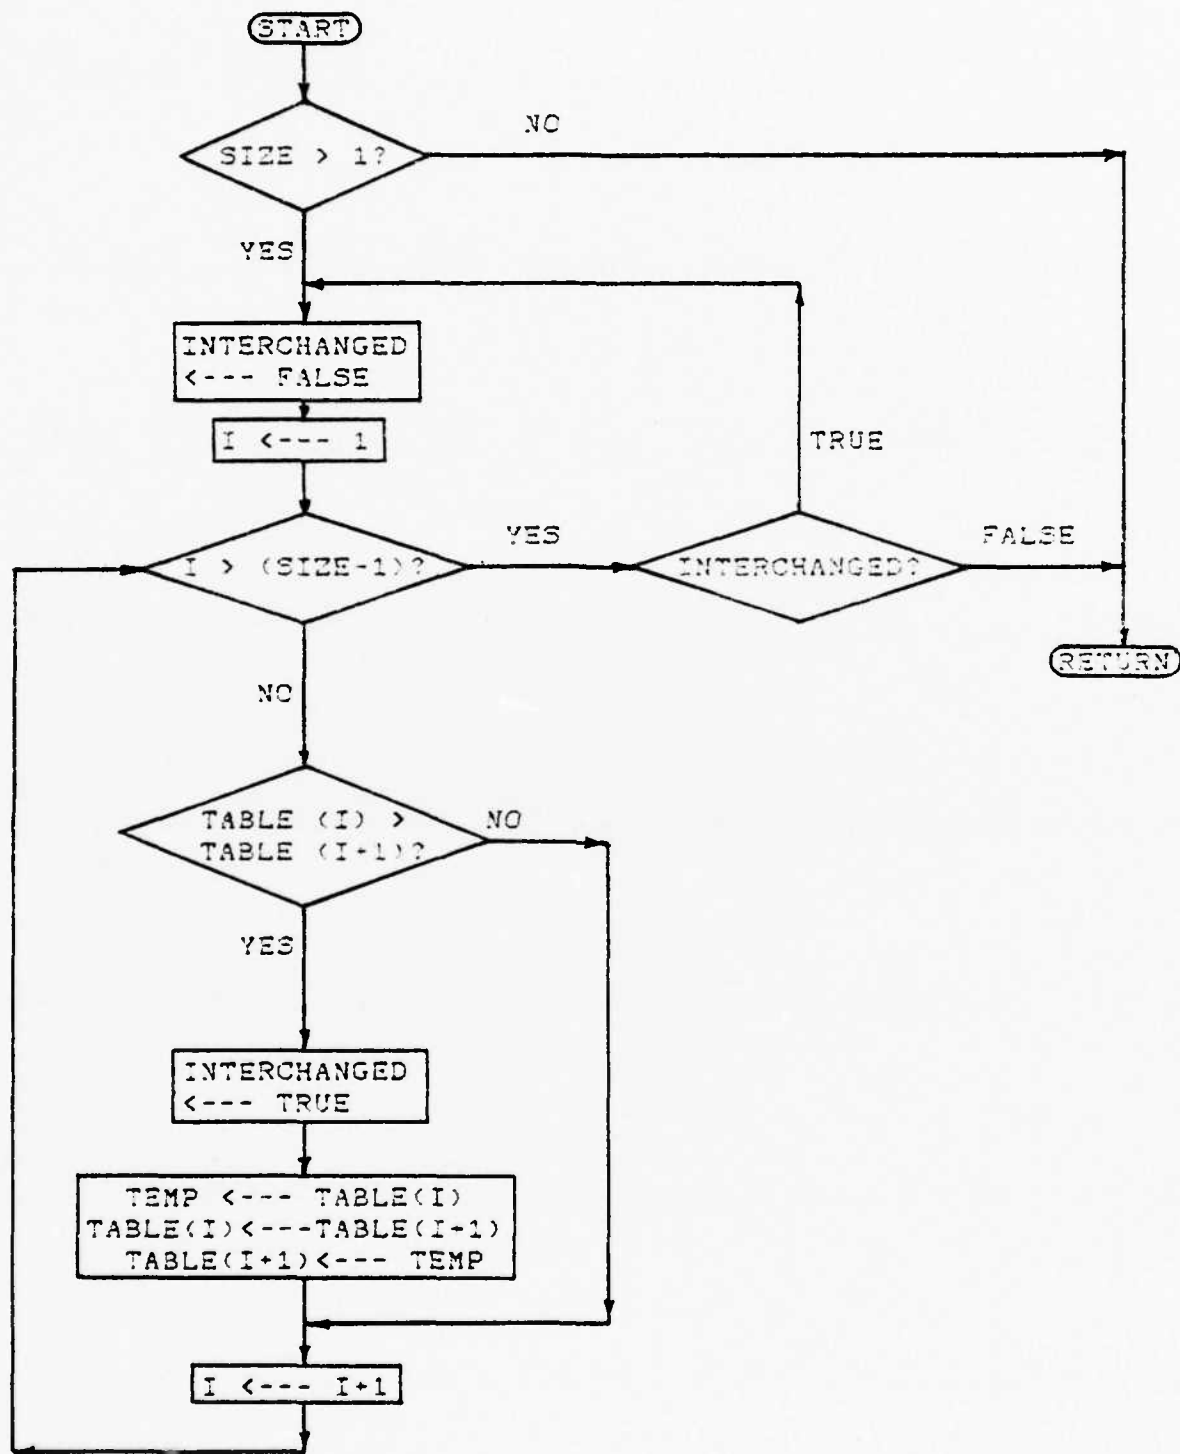 START
NO
SIZE > 1?
YES
INTERCHANGED
<--- FALSE
I <--- 1
TRUE
YES
FALSE
I > (SIZE-1)?
INTERCHANGED?
RETURN
NO
TABLE (I) >
NO
TABLE (I+1)?
YES
INTERCHANGED
<--- TRUE
TEMP <--- TABLE(I)
TABLE(I)<---TABLE(I+1)
TABLE(I+1)<--- TEMP
I <--- I+1